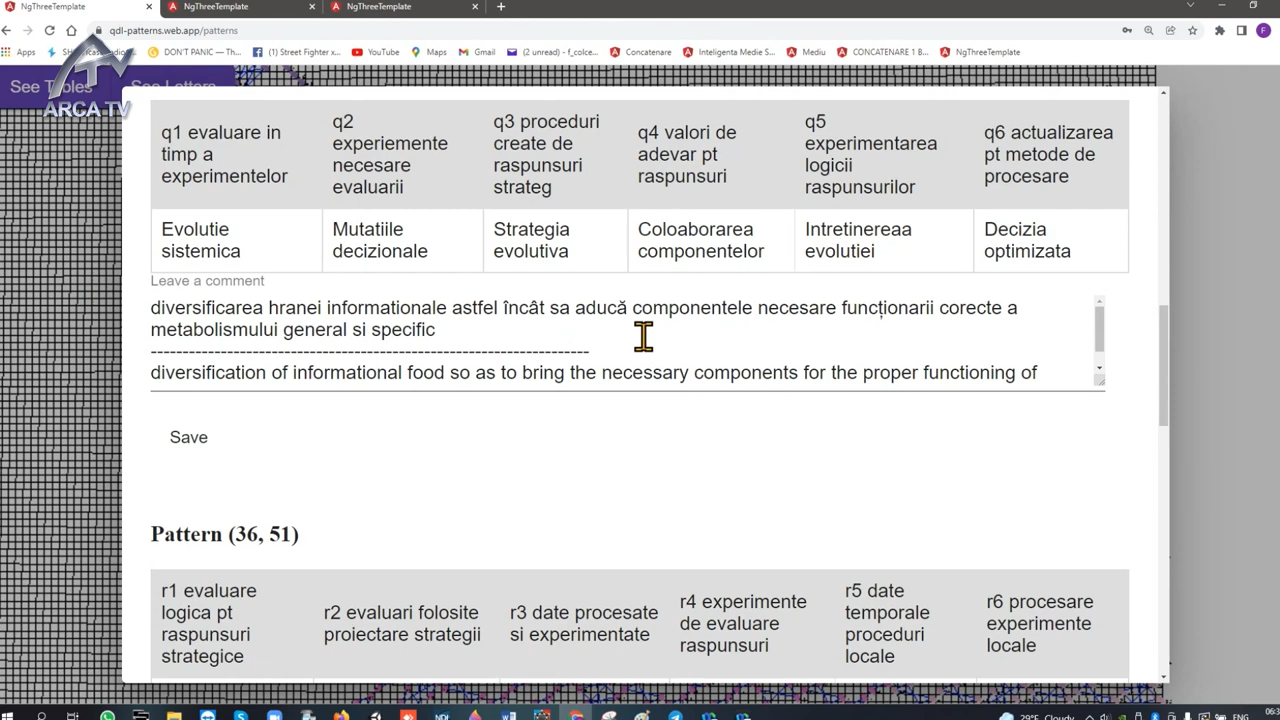 NgThreeTemplate
NgThreeTemplate
NgThreeTemplate
qdl-patterns.web.app/patterns
Apps
DON'T PANIC — Th...
(1) Street Fighter x...
YouTube
Maps
Gmail
(2 unread) - f_colce...
Concatenare
Inteligenta Medie S...
Mediu
CONCATENARE 1 B...
NgThreeTemplate
See Tables
See Letters
ARCA TV
q1 evaluare in
timp a
experimentelor
q2
experiemente
necesare
evaluarii
q3 proceduri
create de
raspunsuri
strateg
q4 valori de
adevar pt
raspunsuri
q5
experimentarea
logicii
raspunsurilor
q6 actualizarea
pt metode de
procesare
Evolutie
sistemica
Mutatiile
decizionale
Strategia
evolutiva
Coloaborarea
componentelor
Intretinereaa
evolutiei
Decizia
optimizata
Leave a comment
diversificarea hranei informaționale astfel încât sa aducă componentele necesare funcționarii corecte a
metabolismului general si specific
---------------------------------------------------------------------
diversification of informational food so as to bring the necessary components for the proper functioning of
Save
Pattern (36, 51)
r1 evaluare
logica pt
raspunsuri
strategice
r2 evaluari folosite
proiectare strategii
r3 date procesate
si experimentate
r4 experimente
de evaluare
raspunsuri
r5 date
temporale
proceduri
locale
r6 procesare
experimente
locale
29°F Cloudy
ENG